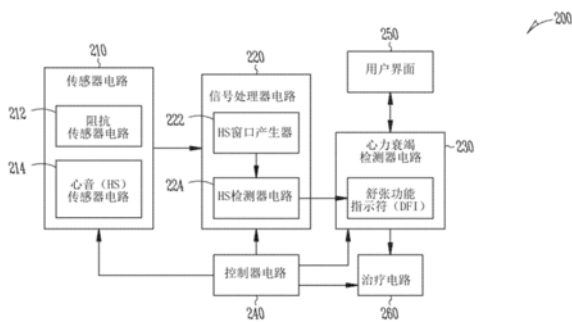 200
210
传感器电路
212
阻抗
传感器电路
214
心音（HS）
传感器电路
220
信号处理器电路
222
HS窗口产生器
224
HS检测器电路
250
用户界面
心力衰竭
检测器电路
230
舒张功能
指示符（DFI）
控制器电路
240
治疗电路
260